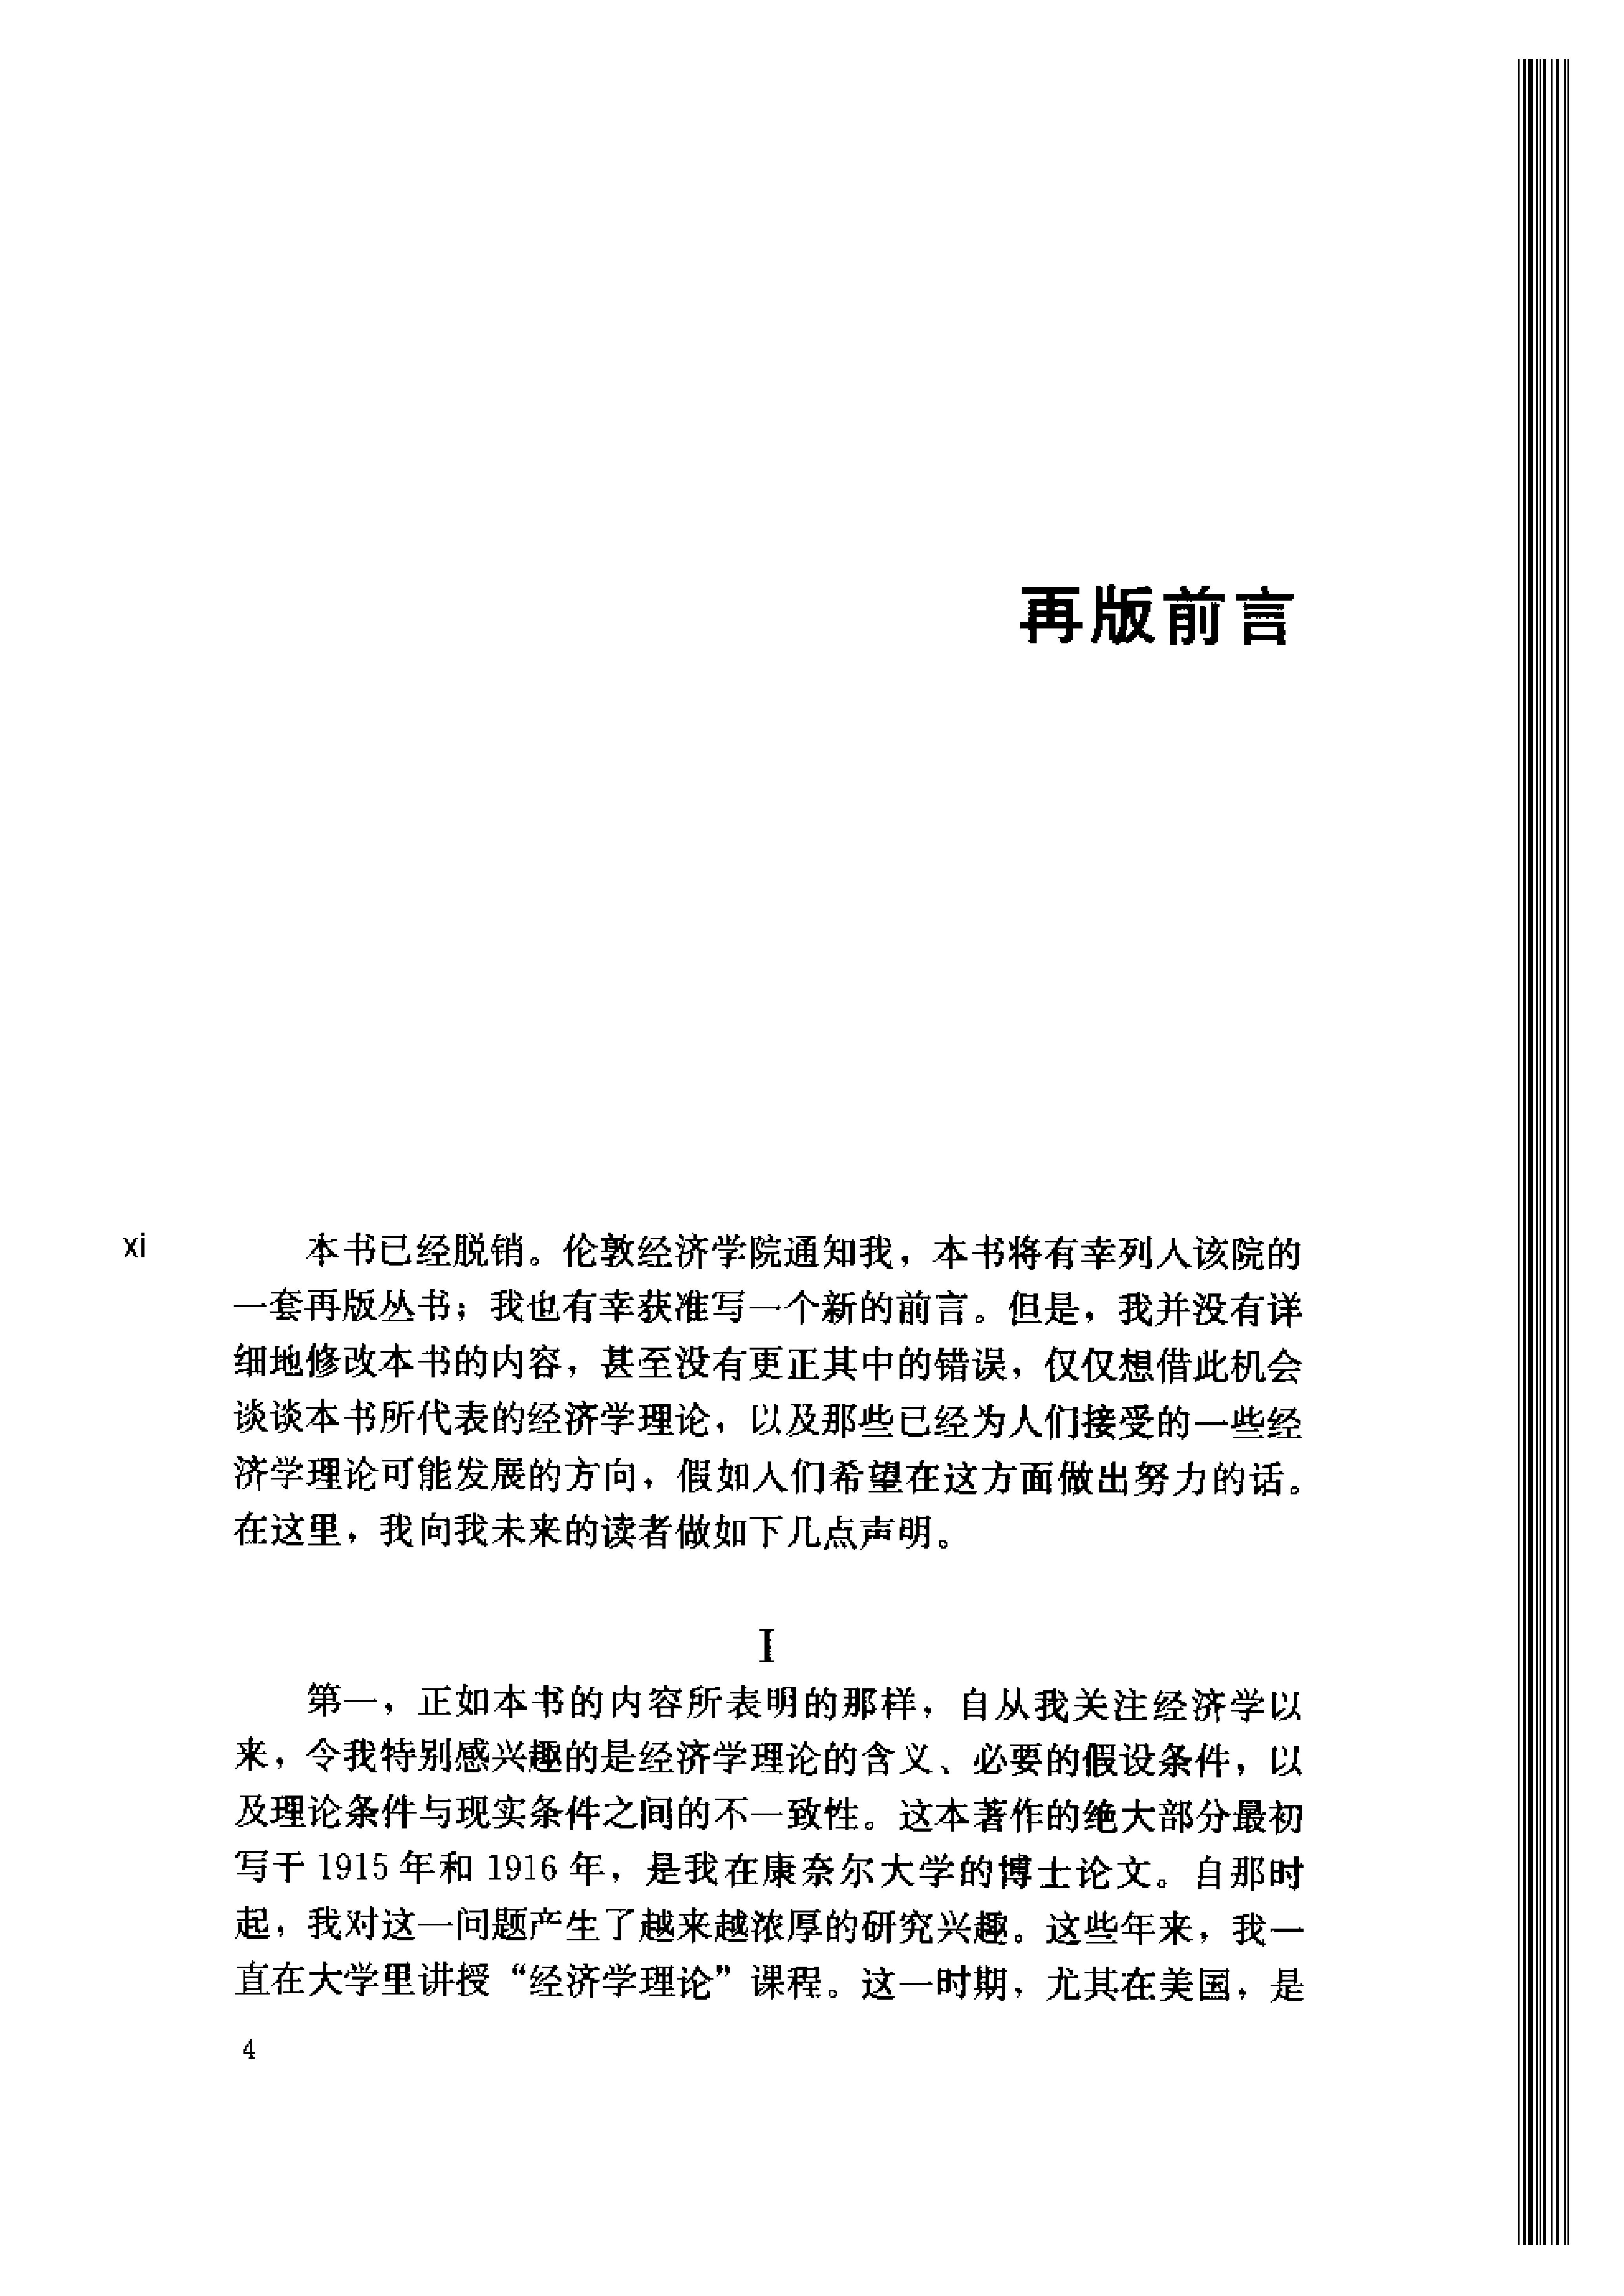 再版前言
xi
本书已经脱销。伦敦经济学院通知我，本书将有幸列人该院的
一套再版丛书；我也有幸获准写一个新的前言。但是，我并没有详
细地修改本书的内容，甚至没有更正其中的错误，仅仅想借此机会
谈谈本书所代表的经济学理论，以及那些已经为人们接受的一些经
济学理论可能发展的方向，假如人们希望在这方面做出努力的话。
在这里，我向我未来的读者做如下几点声明。
I
第一，正如本书的内容所表明的那样，自从我关注经济学以
来，令我特别感兴趣的是经济学理论的含义、必要的假设条件，以
及理论条件与现实条件之间的不一致性。这本著作的绝大部分最初
写于 1915 年和 1916 年，是我在康奈尔大学的博士论文。自那时
起，我对这一问题产生了越来越浓厚的研究兴趣。这些年来，我一
直在大学里讲授“经济学理论”课程。这一时期，尤其在美国，是
4